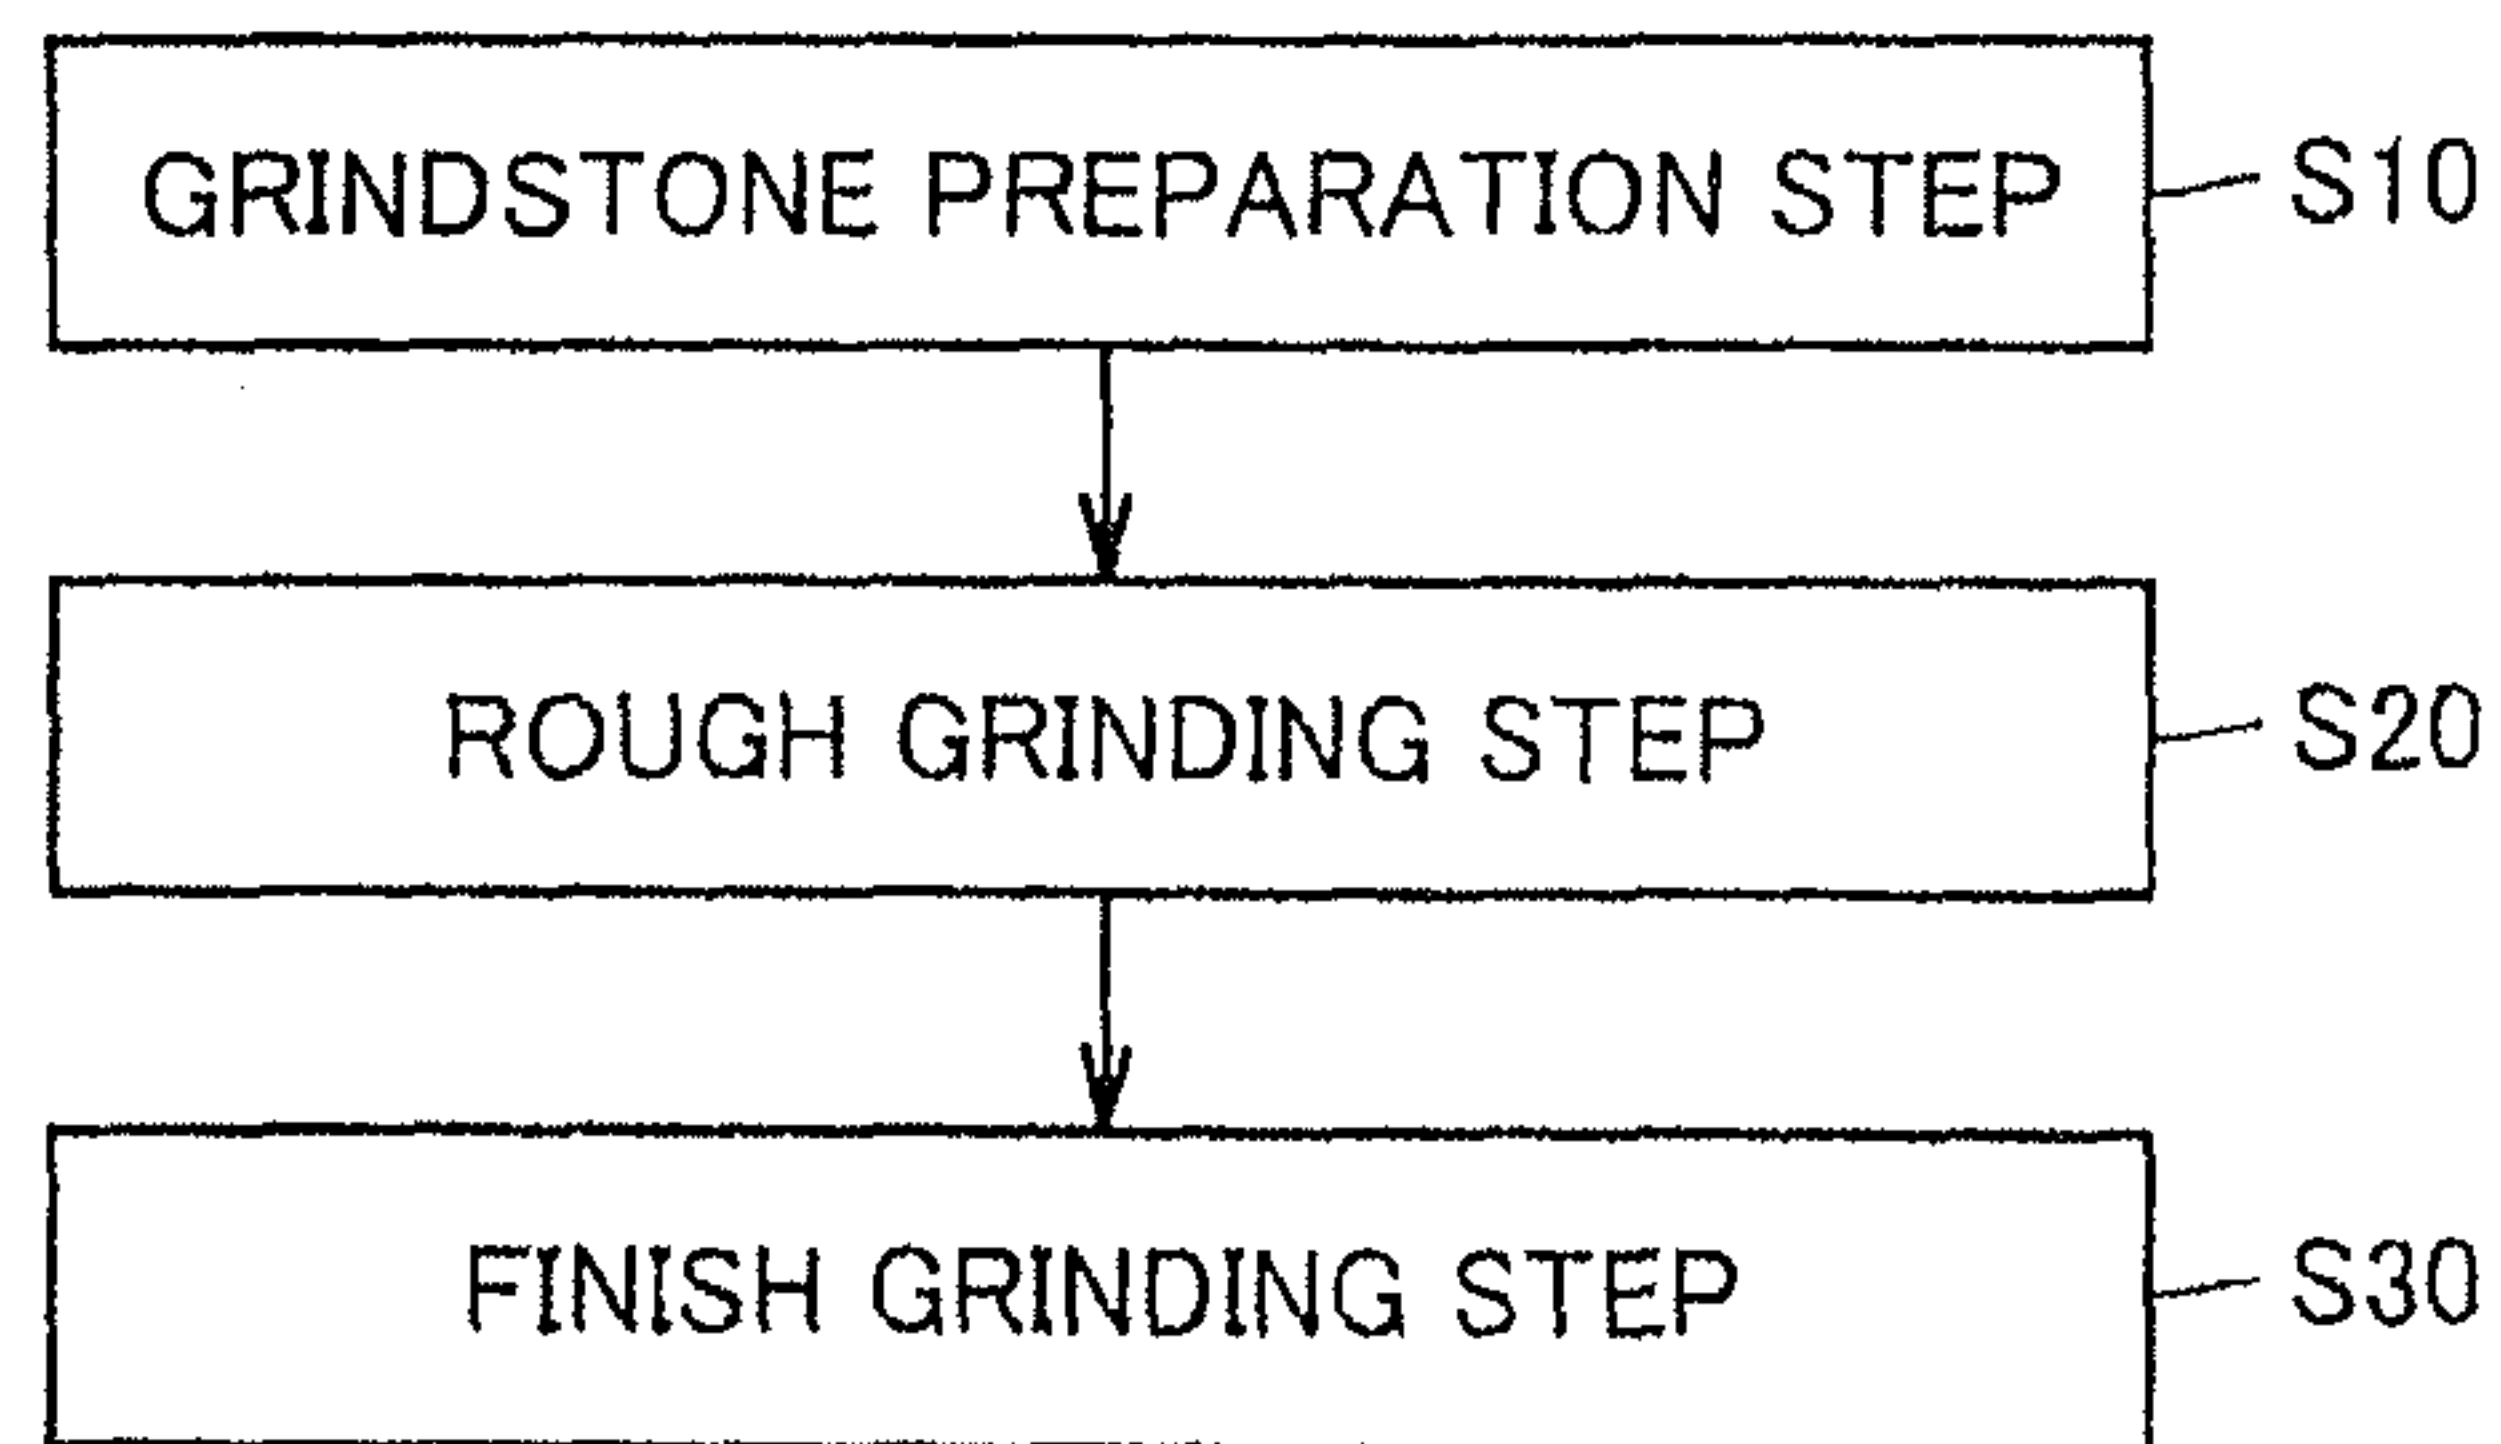 GRINDSTONE PREPARATION STEP S10
ROUGH GRINDING STEP S20
FINISH GRINDING STEP S30